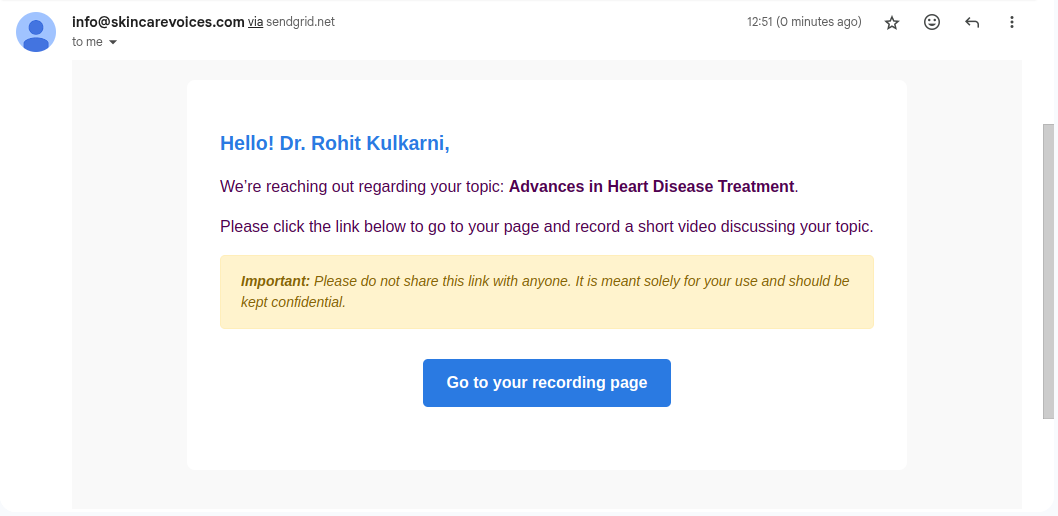 info@skincarevoices.com via sendgrid.net
12:51 (0 minutes ago)
to me
Hello! Dr. Rohit Kulkarni,
We’re reaching out regarding your topic: Advances in Heart Disease Treatment.
Please click the link below to go to your page and record a short video discussing your topic.
Important: Please do not share this link with anyone. It is meant solely for your use and should be
kept confidential.
Go to your recording page